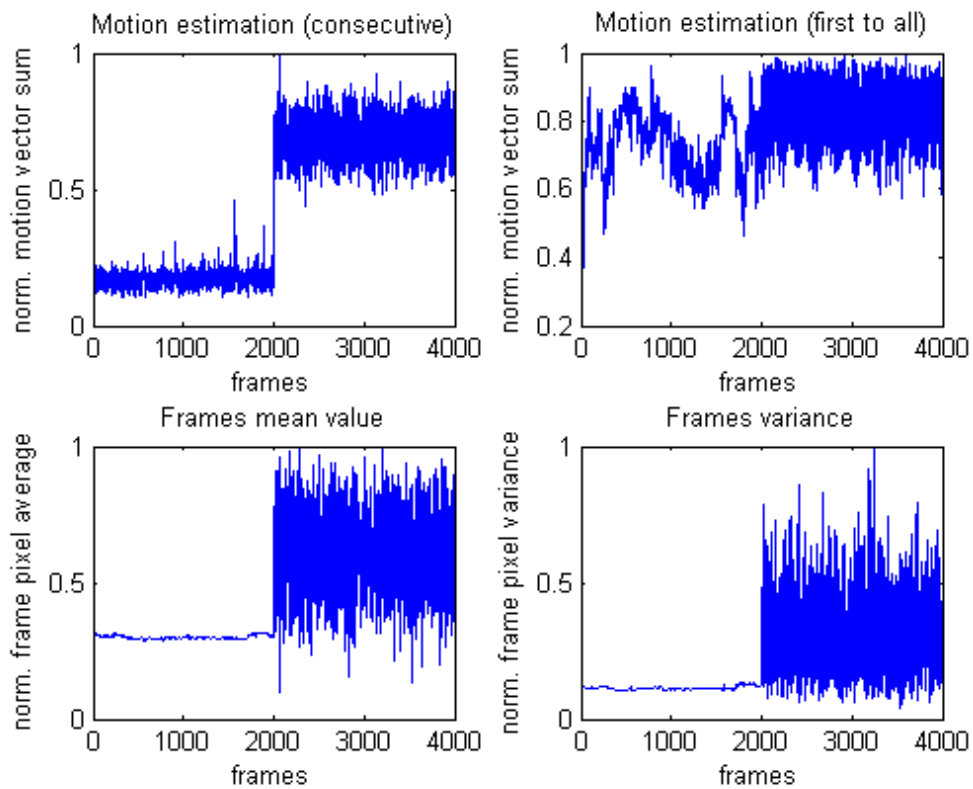 Motion estimation (consecutive)
norm. motion vector sum
1
0.5
0
0 1000 2000 3000 4000
frames
Motion estimation (first to all)
norm. motion vector sum
1
0.8
0.6
0.4
0.2
0 1000 2000 3000 4000
frames
Frames mean value
norm. frame pixel average
1
0.5
0
0 1000 2000 3000 4000
frames
Frames variance
norm. frame pixel variance
1
0.5
0
0 1000 2000 3000 4000
frames